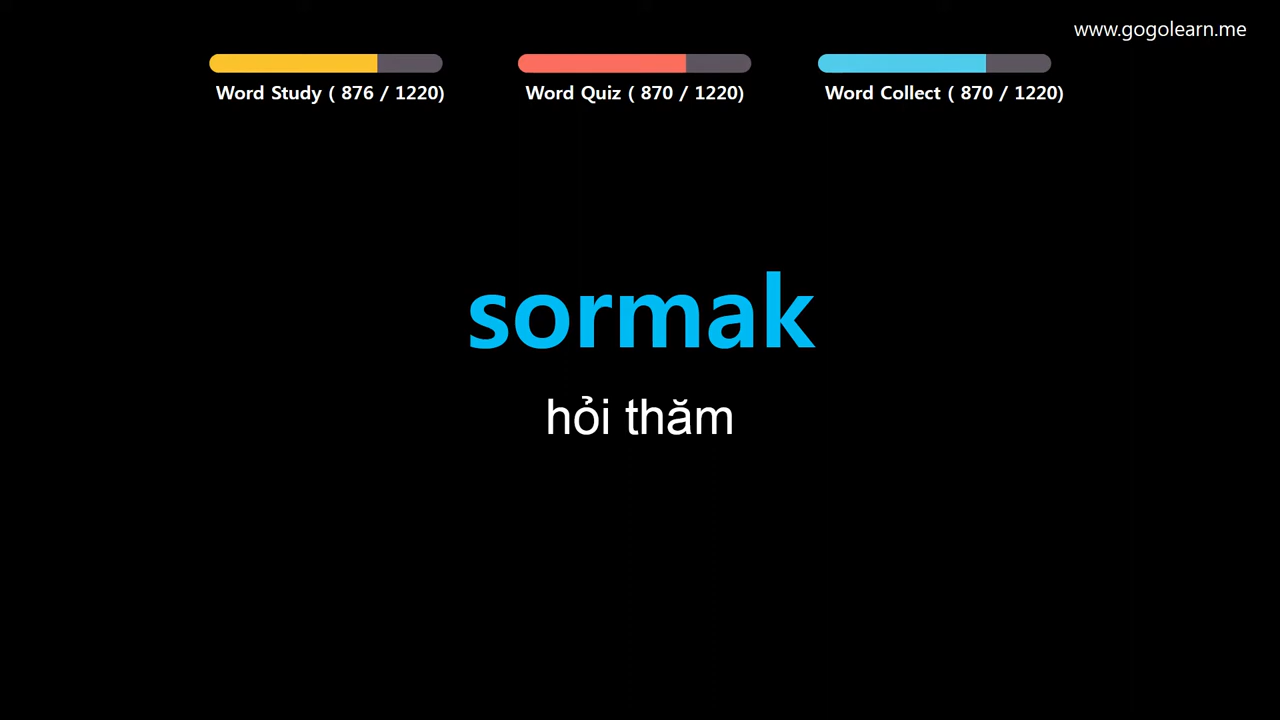 www.gogolearn.me
Word Study ( 876 / 1220)
Word Quiz ( 870 / 1220)
Word Collect ( 870 / 1220)
sormak
hỏi thăm